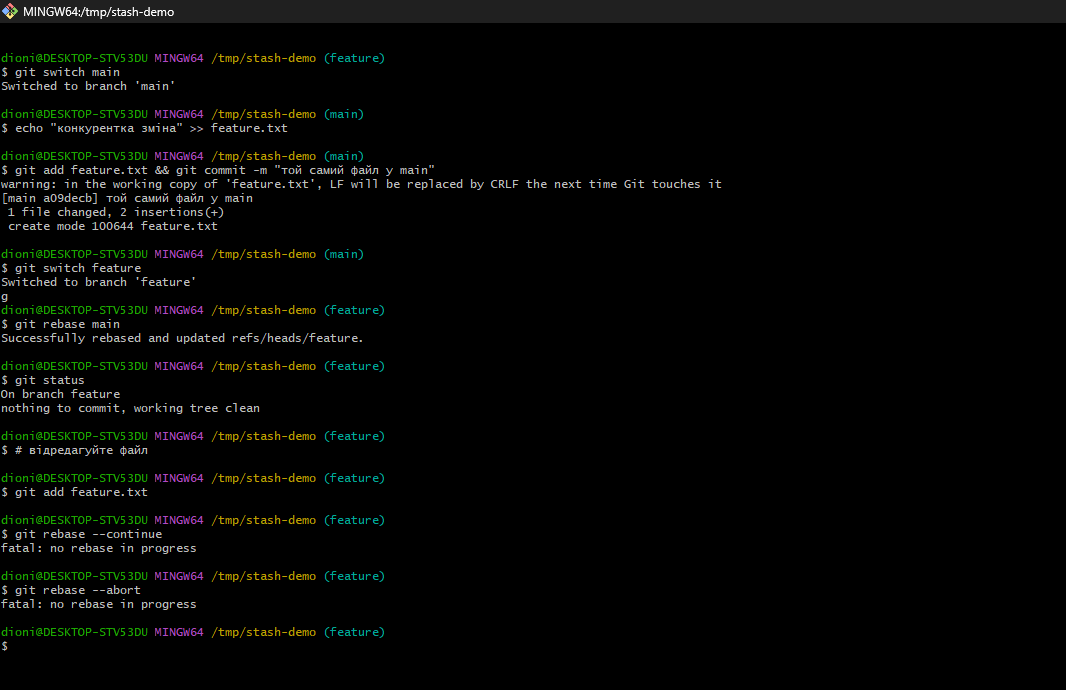 MINGW64:/tmp/stash-demo
dioni@DESKTOP-STV53DU MINGW64 /tmp/stash-demo (feature)
$ git switch main
Switched to branch 'main'
dioni@DESKTOP-STV53DU MINGW64 /tmp/stash-demo (main)
$ echo "конкурентка зміна" >> feature.txt
dioni@DESKTOP-STV53DU MINGW64 /tmp/stash-demo (main)
$ git add feature.txt && git commit -m "той самий файл у main"
warning: in the working copy of 'feature.txt', LF will be replaced by CRLF the next time Git touches it
[main a09decb] той самий файл у main
1 file changed, 2 insertions(+)
create mode 100644 feature.txt
dioni@DESKTOP-STV53DU MINGW64 /tmp/stash-demo (main)
$ git switch feature
Switched to branch 'feature'
g
dioni@DESKTOP-STV53DU MINGW64 /tmp/stash-demo (feature)
$ git rebase main
Successfully rebased and updated refs/heads/feature.
dioni@DESKTOP-STV53DU MINGW64 /tmp/stash-demo (feature)
$ git status
On branch feature
nothing to commit, working tree clean
dioni@DESKTOP-STV53DU MINGW64 /tmp/stash-demo (feature)
$ # відредагуйте файл
dioni@DESKTOP-STV53DU MINGW64 /tmp/stash-demo (feature)
$ git add feature.txt
dioni@DESKTOP-STV53DU MINGW64 /tmp/stash-demo (feature)
$ git rebase --continue
fatal: no rebase in progress
dioni@DESKTOP-STV53DU MINGW64 /tmp/stash-demo (feature)
$ git rebase --abort
fatal: no rebase in progress
dioni@DESKTOP-STV53DU MINGW64 /tmp/stash-demo (feature)
$